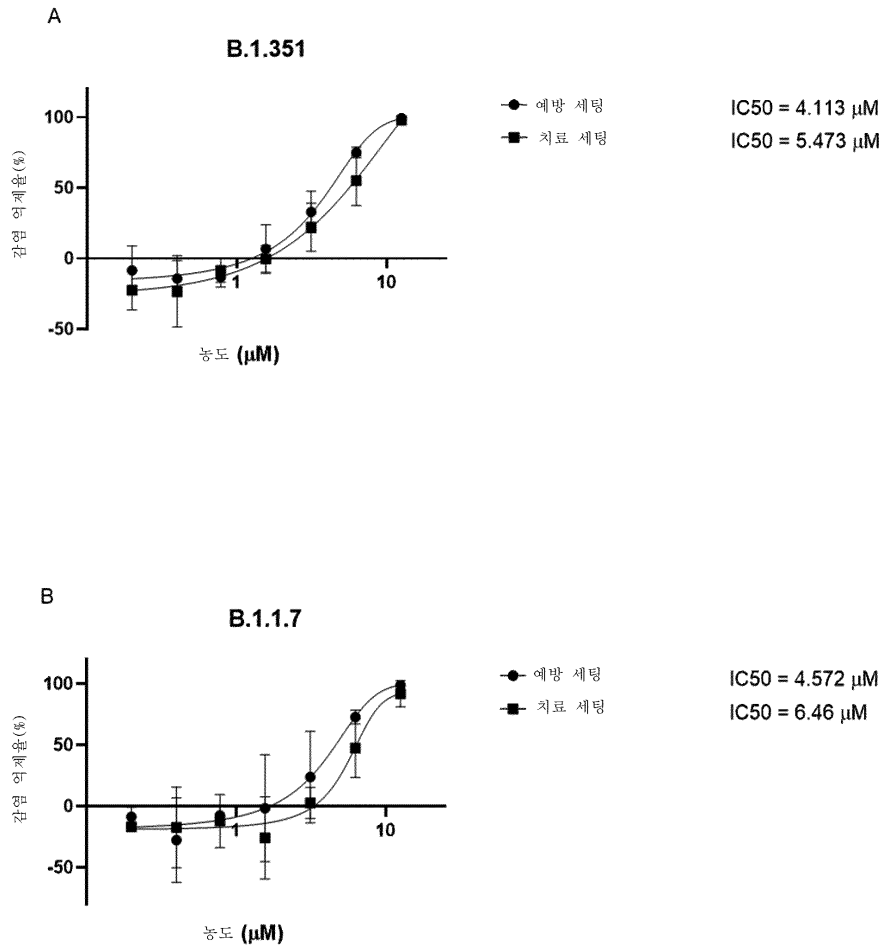 A
B.1.351
예방 세팅 IC50 = 4.113 μM
치료 세팅 IC50 = 5.473 μM
감염 억제율(%)
100
50
0
-50
1 10
농도 (μM)
B
B.1.1.7
예방 세팅 IC50 = 4.572 μM
치료 세팅 IC50 = 6.46 μM
감염 억제율(%)
100
50
0
-50
1 10
농도 (μM)